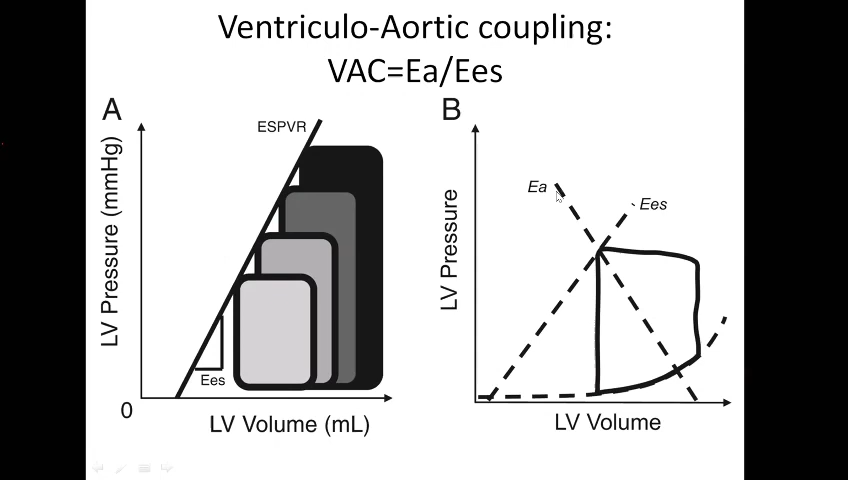 Ventriculo-Aortic coupling:
VAC=Ea/Ees
A
B
ESPVR
LV Pressure (mmHg)
Ees
0
LV Volume (mL)
LV Pressure
Ea
Ees
LV Volume